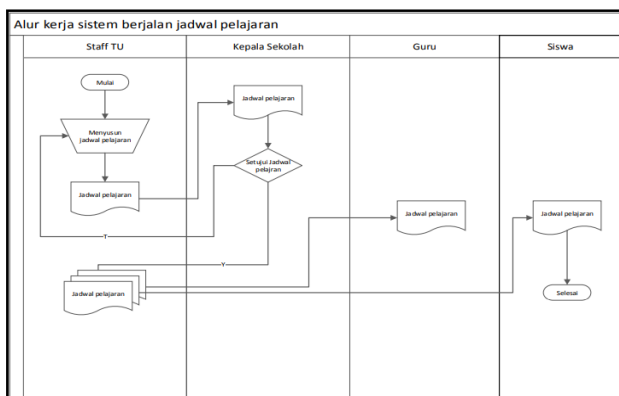 Alur kerja sistem berjalan jadwal pelajaran
Staff TU
Kepala Sekolah
Guru
Siswa
Mulai
Menyusun
jadwal pelajaran
Jadwal pelajaran
Jadwal pelajaran
Setujui Jadwal
pelajran
T
Y
Jadwal pelajaran
Jadwal pelajaran
Jadwal pelajaran
Selesai